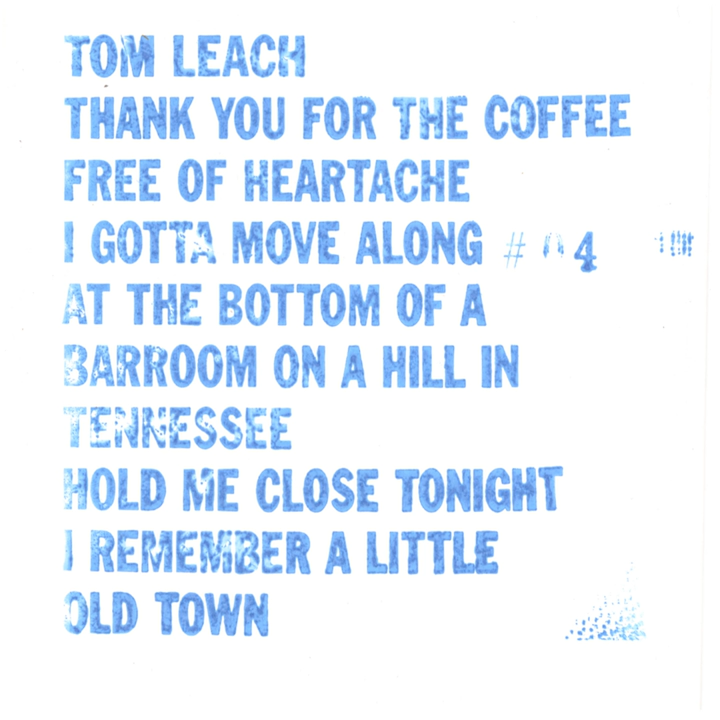 TOM LEACH
THANK YOU FOR THE COFFEE
FREE OF HEARTACHE
I GOTTA MOVE ALONG # 04
AT THE BOTTOM OF A
BARROOM ON A HILL IN
TENNESSEE
HOLD ME CLOSE TONIGHT
I REMEMBER A LITTLE
OLD TOWN